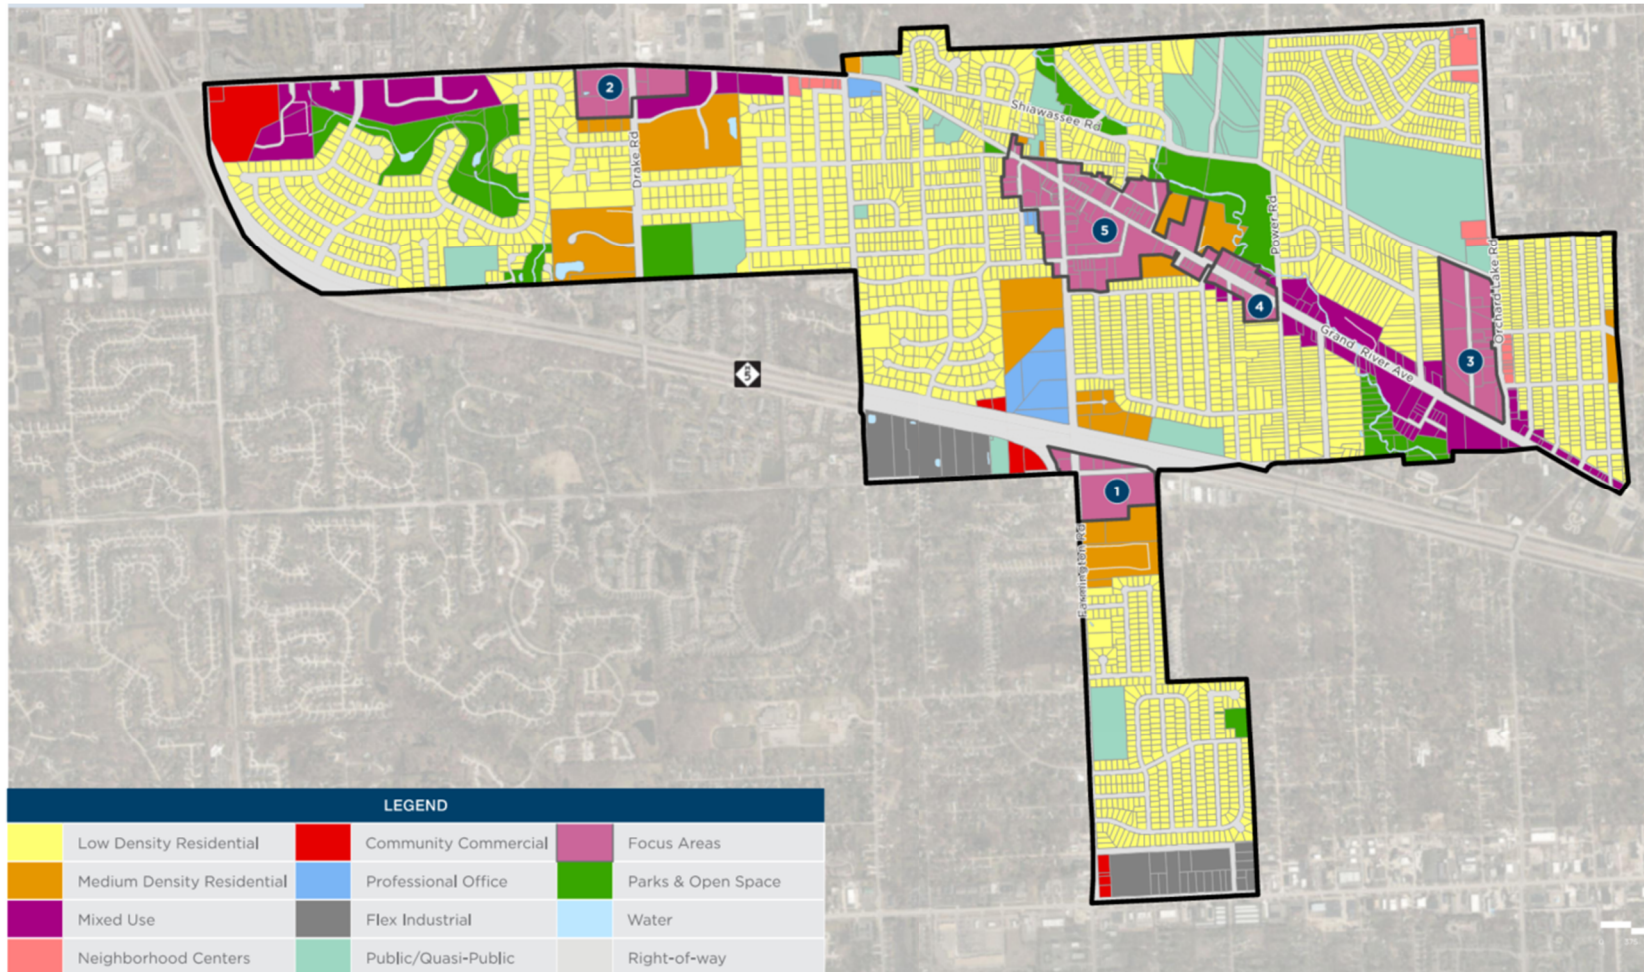 2
Drake Rd
Shiawassee Rd
5
Power Rd
4
Grand River Ave
Orchard Lake Rd
3
M
5
1
Farmington Rd
LEGEND
Low Density Residential
Community Commercial
Focus Areas
Medium Density Residential
Professional Office
Parks & Open Space
Mixed Use
Flex Industrial
Water
Neighborhood Centers
Public/Quasi-Public
Right-of-way
375